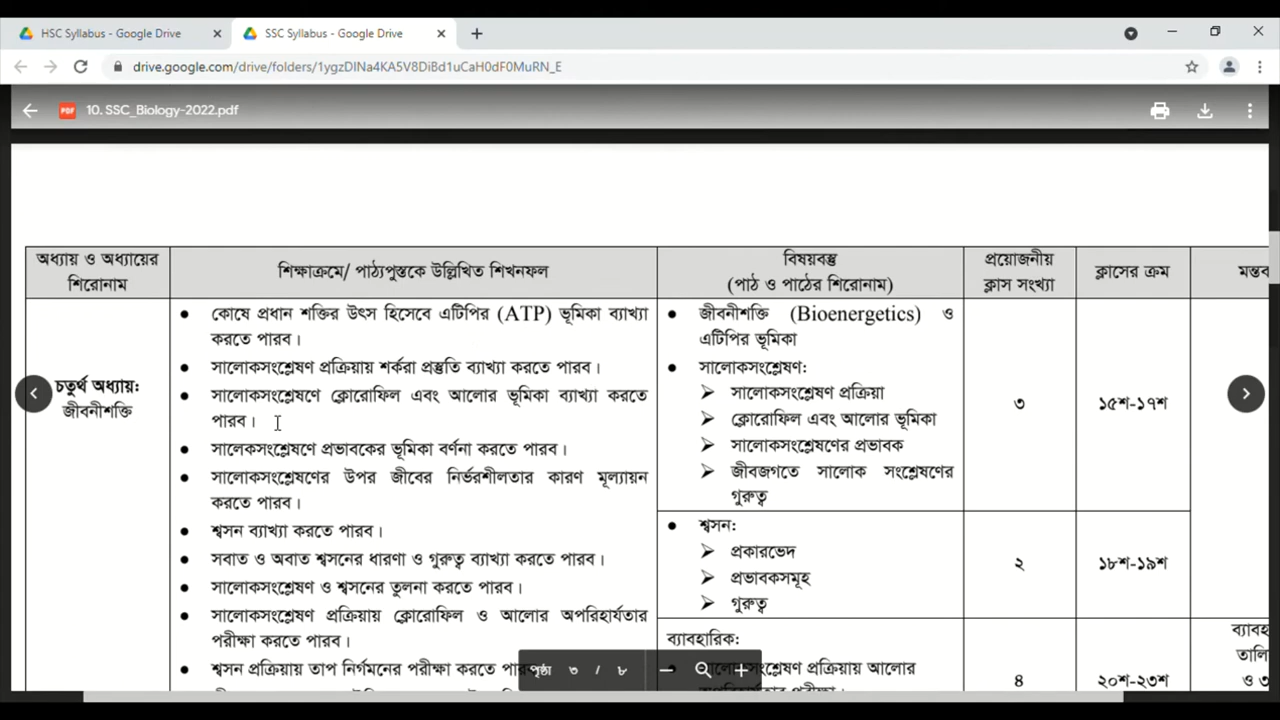 HSC Syllabus - Google Drive
SSC Syllabus - Google Drive
drive.google.com/drive/folders/1ygzDINa4KA5V8DiBd1uCaH0dF0MuRN_E
PDF 10. SSC_Biology-2022.pdf
অধ্যায় ও অধ্যায়ের
শিরোনাম
শিক্ষাক্রমে/ পাঠ্যপুস্তকে উল্লিখিত শিখনফল
বিষয়বস্তু
(পাঠ ও পাঠের শিরোনাম)
প্রয়োজনীয়
ক্লাস সংখ্যা
ক্লাসের ক্রম
চতুর্থ অধ্যায়:
জীবনীশক্তি
কোষে প্রধান শক্তির উৎস হিসেবে এটিপির (ATP) ভূমিকা ব্যাখ্যা
করতে পারব।
সালোকসংশ্লেষণ প্রক্রিয়ায় শর্করা প্রস্তুতি ব্যাখ্যা করতে পারব।
সালোকসংশ্লেষণে ক্লোরোফিল এবং আলোর ভূমিকা ব্যাখ্যা করতে
পারব।
সালেকসংশ্লেষণে প্রভাবকের ভূমিকা বর্ণনা করতে পারব।
সালোকসংশ্লেষণের উপর জীবের নির্ভরশীলতার কারণ মূল্যায়ন
করতে পারব।
শ্বসন ব্যাখ্যা করতে পারব।
সবাত ও অবাত শ্বসনের ধারণা ও গুরুত্ব ব্যাখ্যা করতে পারব।
সালোকসংশ্লেষণ ও শ্বসনের তুলনা করতে পারব।
সালোকসংশ্লেষণ প্রক্রিয়ায় ক্লোরোফিল ও আলোর অপরিহার্যতার
পরীক্ষা করতে পারব।
শ্বসন প্রক্রিয়ায় তাপ নির্গমনের পরীক্ষা করতে
জীবনীশক্তি (Bioenergetics) ও
এটিপির ভূমিকা
সালোকসংশ্লেষণ:
সালোকসংশ্লেষণ প্রক্রিয়া
ক্লোরোফিল এবং আলোর ভূমিকা
সালোকসংশ্লেষণের প্রভাবক
জীবজগতে সালোক সংশ্লেষণের
গুরুত্ব
৩
১৫শ-১৭শ
শ্বসন:
প্রকারভেদ
প্রভাবকসমূহ
গুরুত্ব
২
১৮শ-১৯শ
ব্যাবহারিক:
প্রক্রিয়ায় আলোর
৪
২০শ-২৩শ
পৃষ্ঠা ৩ / ৮